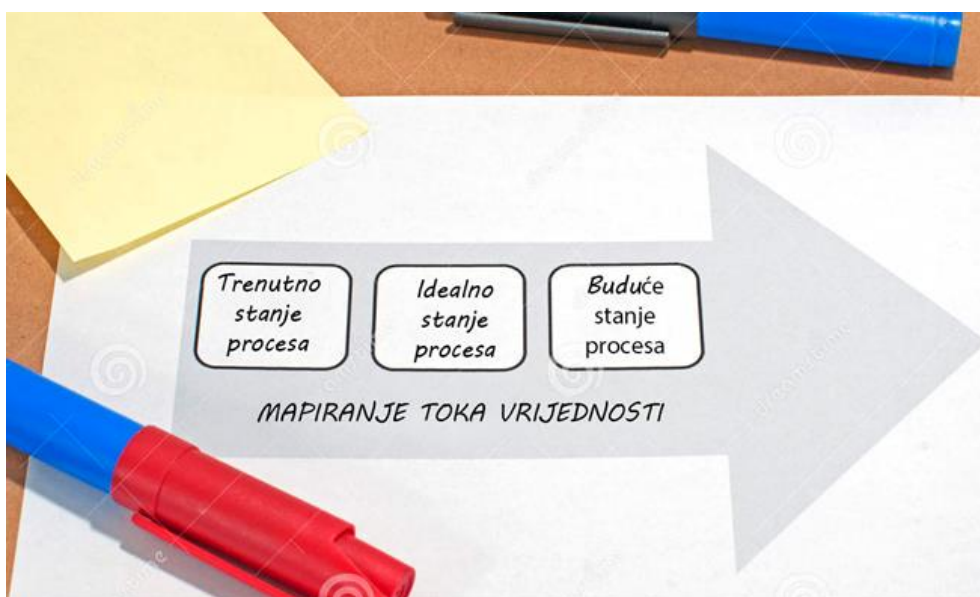 Trenutno
stanje
procesa
Idealno
stanje
procesa
Buduće
stanje
procesa
MAPIRANJE TOKA VRIJEDNOSTI